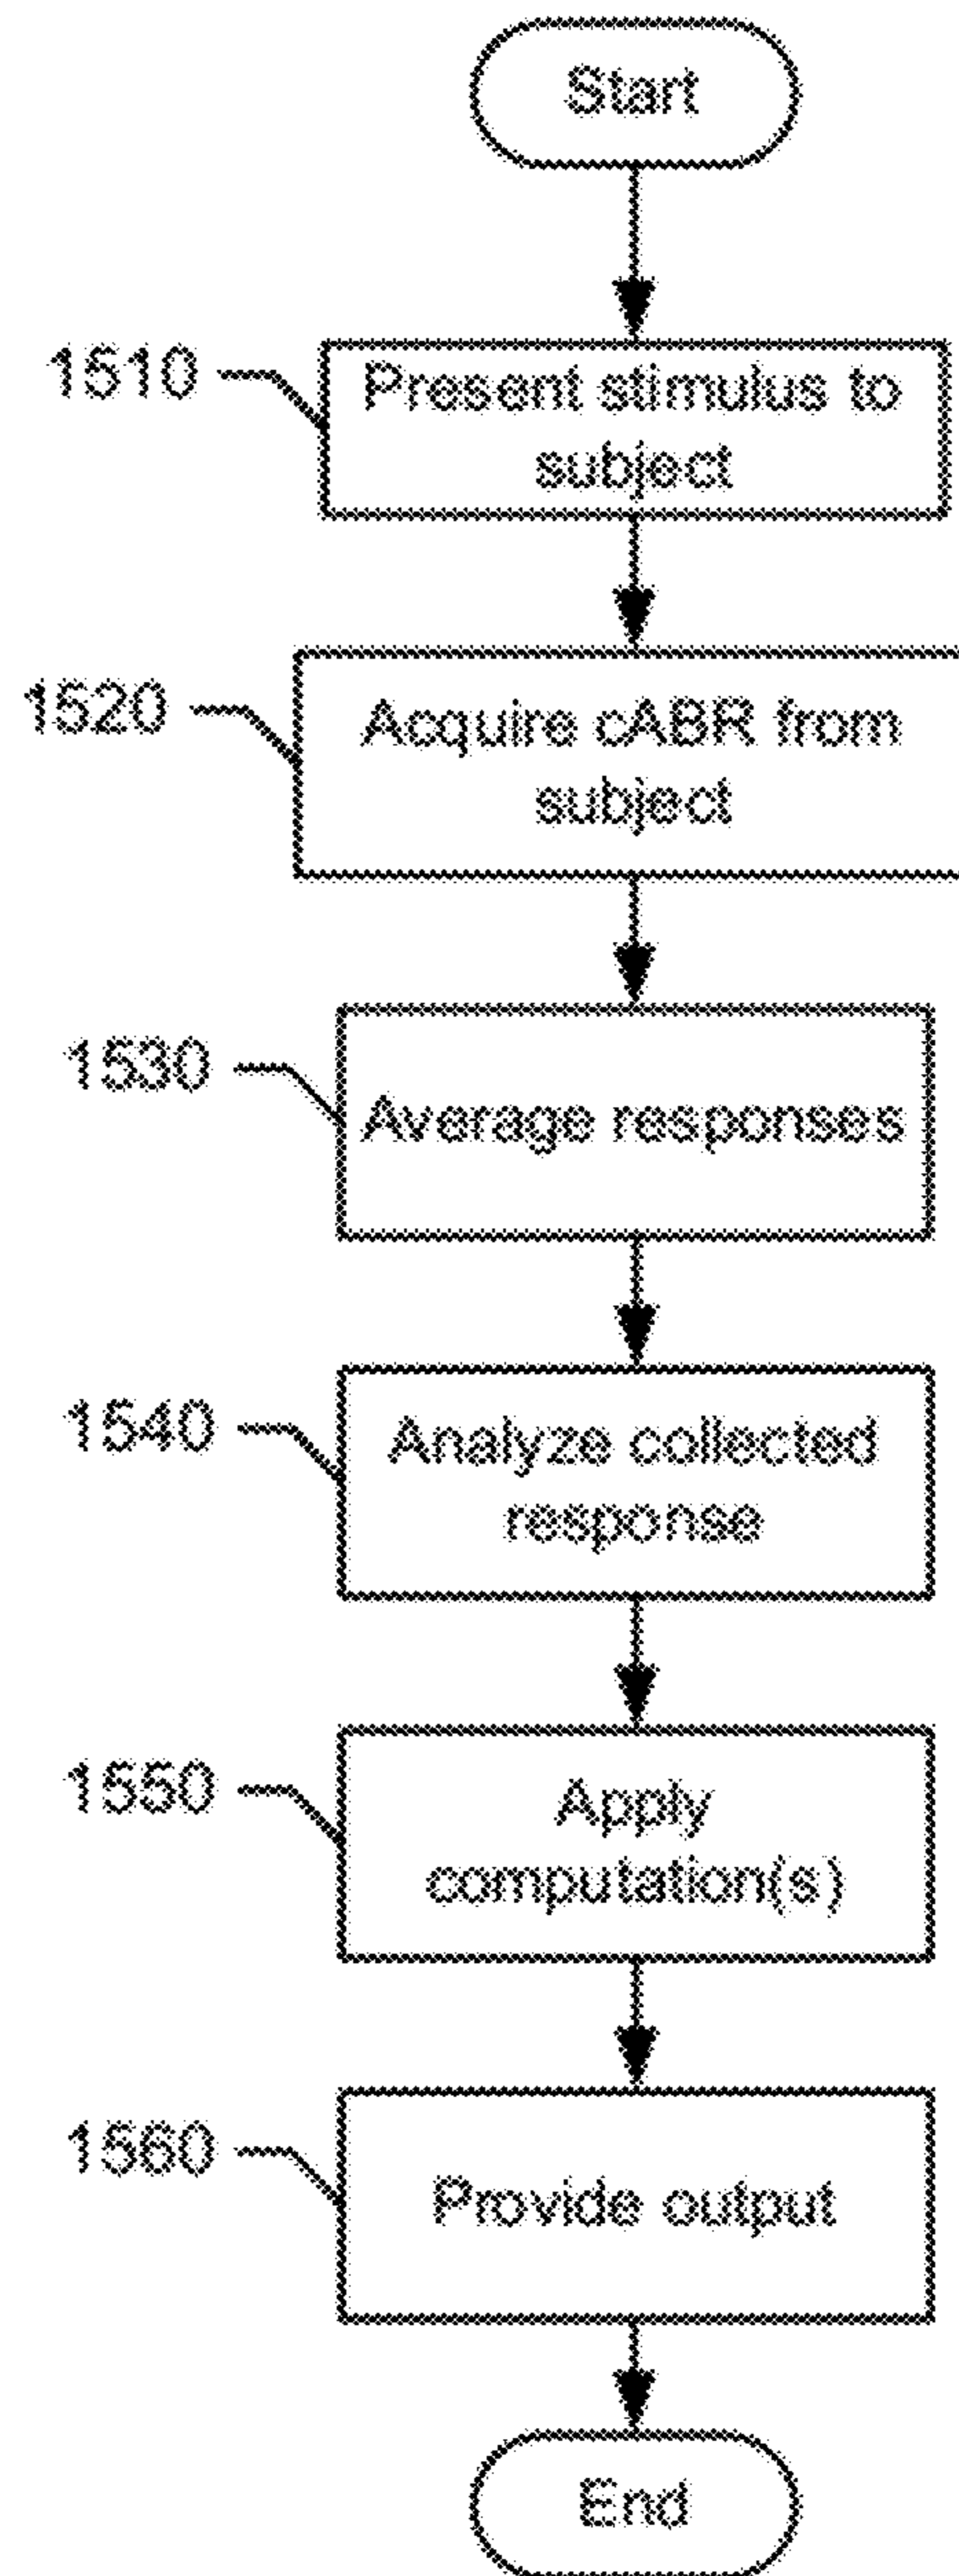 Start
1510
Present stimulus to
subject
1520
Acquire cABR from
subject
1530
Average responses
1540
Analyze collected
response
1550
Apply
computation(s)
1560
Provide output
End